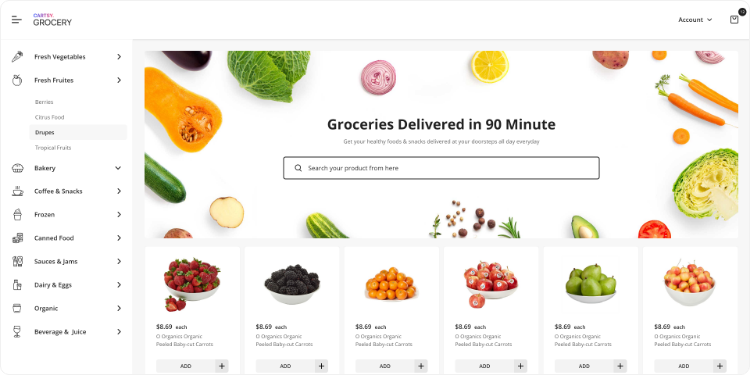 CARTSY.
GROCERY
Account
Fresh Vegetables
Fresh Fruites
Berries
Citrus Food
Drupes
Tropical Fruits
Bakery
Coffee & Snacks
Frozen
Canned Food
Sauces & Jams
Dairy & Eggs
Organic
Beverage & Juice
Groceries Delivered in 90 Minute
Get your healthy foods & snacks delivered at your doorsteps all day everyday
Search your product from here
$8.69 each
O Organics Organic
Peeled Baby-cut Carrots
ADD +
$8.69 each
O Organics Organic
Peeled Baby-cut Carrots
ADD +
$8.69 each
O Organics Organic
Peeled Baby-cut Carrots
ADD +
$8.69 each
O Organics Organic
Peeled Baby-cut Carrots
ADD +
$8.69 each
O Organics Organic
Peeled Baby-cut Carrots
ADD +
$8.69 each
O Organics Organic
Peeled Baby-cut Carrots
ADD +